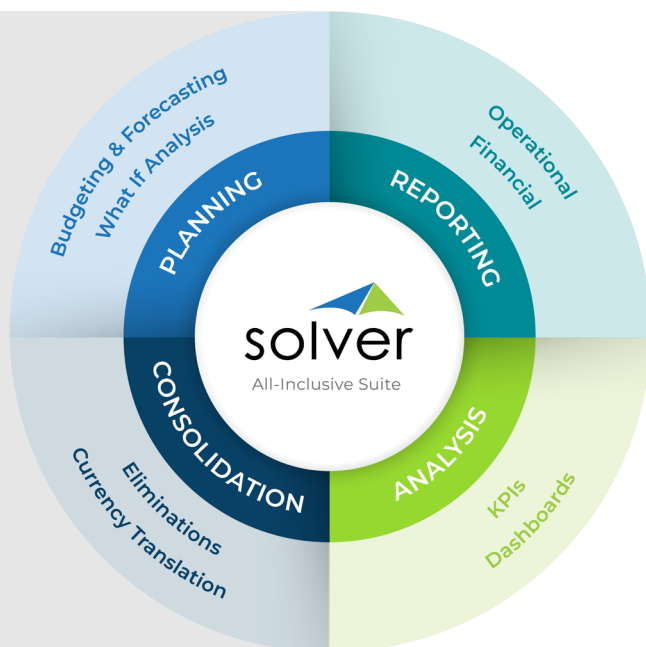 Budgeting & Forecasting
What If Analysis
PLANNING
Operational
Financial
REPORTING
solver
All-Inclusive Suite
CONSOLIDATION
Eliminations
Currency Translation
ANALYSIS
KPIs
Dashboards